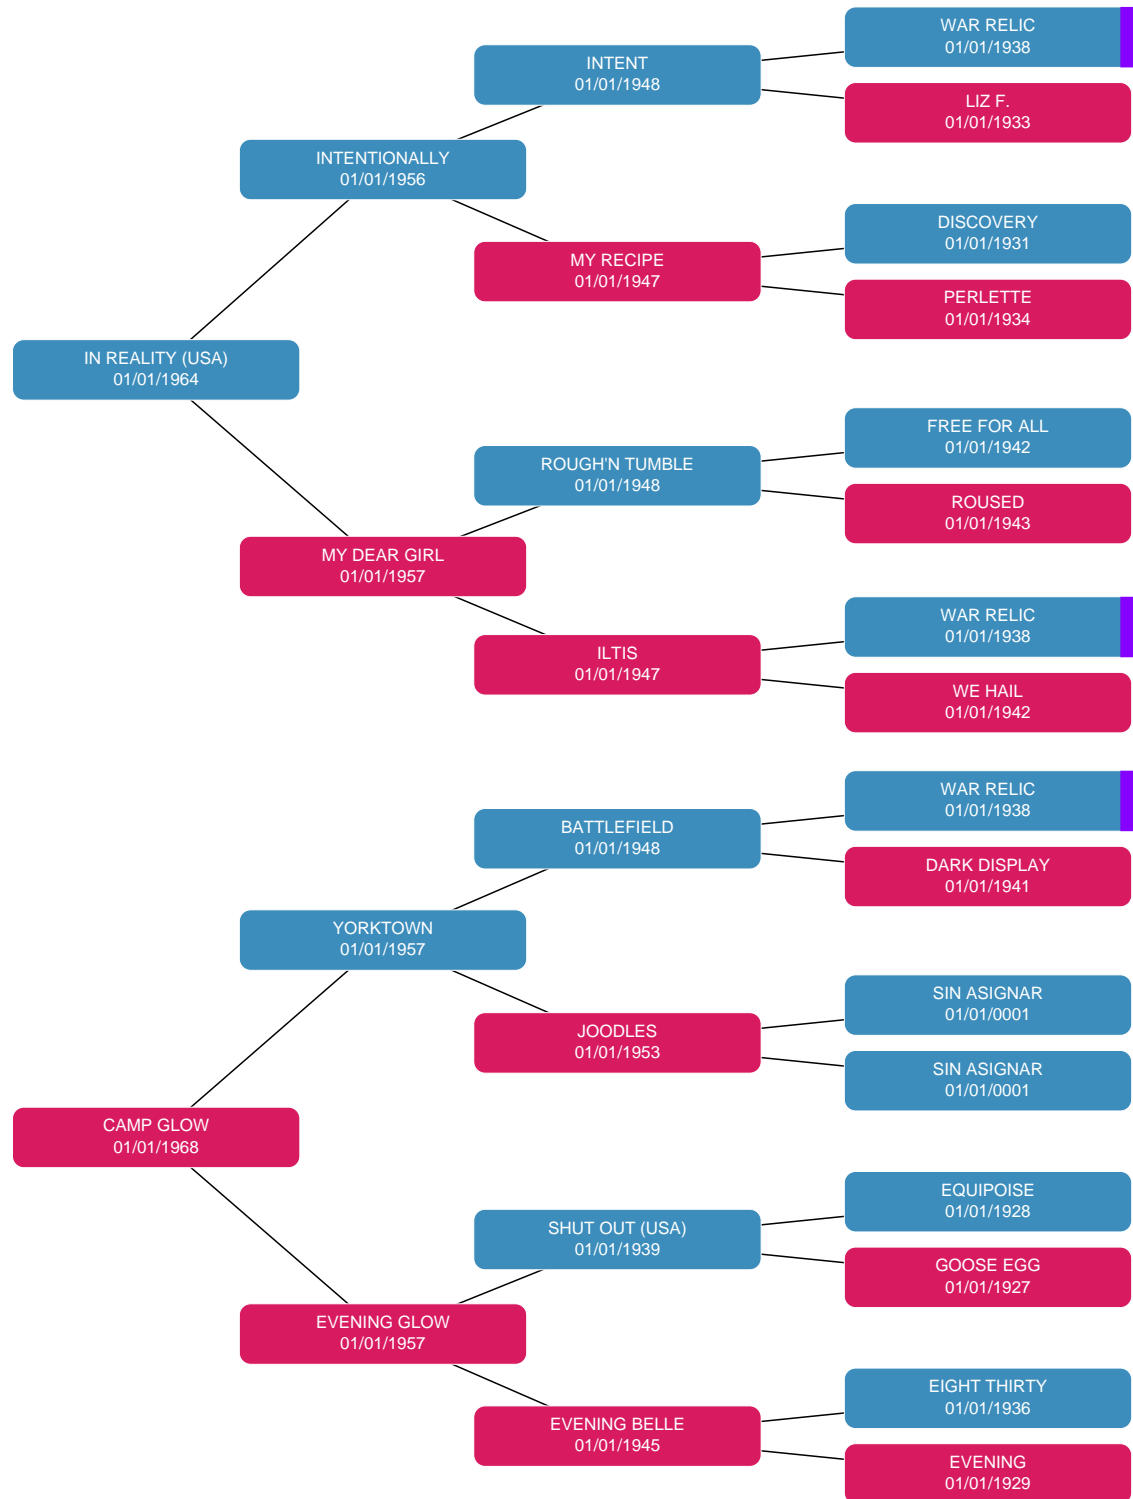 WAR RELIC
01/01/1938
INTENT
01/01/1948
LIZ F.
01/01/1933
INTENTIONALLY
01/01/1956
DISCOVERY
01/01/1931
MY RECIPE
01/01/1947
PERLETTE
01/01/1934
IN REALITY (USA)
01/01/1964
FREE FOR ALL
01/01/1942
ROUGH'N TUMBLE
01/01/1948
ROUSED
01/01/1943
MY DEAR GIRL
01/01/1957
WAR RELIC
01/01/1938
ILTIS
01/01/1947
WE HAIL
01/01/1942
WAR RELIC
01/01/1938
BATTLEFIELD
01/01/1948
DARK DISPLAY
01/01/1941
YORKTOWN
01/01/1957
SIN ASIGNAR
01/01/0001
JOODLES
01/01/1953
SIN ASIGNAR
01/01/0001
CAMP GLOW
01/01/1968
EQUIPOISE
01/01/1928
SHUT OUT (USA)
01/01/1939
GOOSE EGG
01/01/1927
EVENING GLOW
01/01/1957
EIGHT THIRTY
01/01/1936
EVENING BELLE
01/01/1945
EVENING
01/01/1929